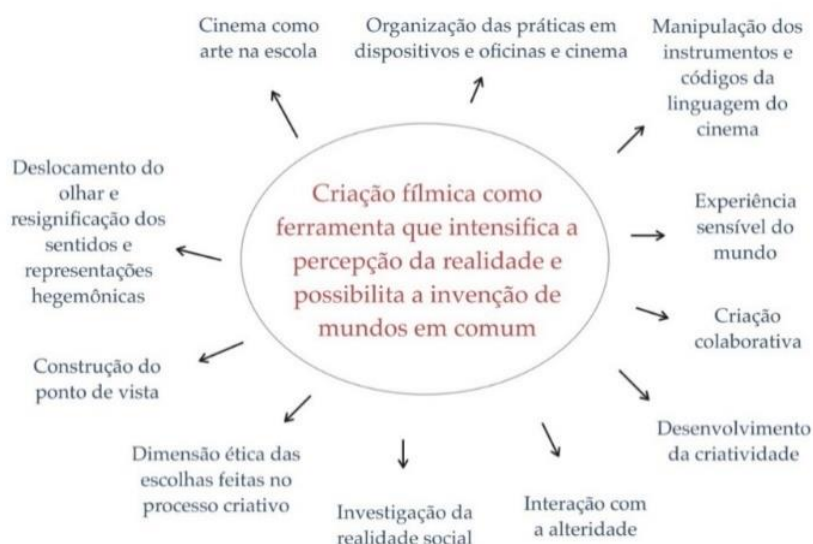 Cinema como
arte na escola
Organização das práticas em
dispositivos e oficinas e cinema
Manipulação dos
instrumentos e
códigos da
linguagem do
cinema
Deslocamento do
olhar e
resignificação dos
sentidos e
representações
hegemônicas
Criação fílmica como
ferramenta que intensifica a
percepção da realidade e
possibilita a invenção de
mundos em comum
Experiência
sensível do
mundo
Criação
colaborativa
Construção do
ponto de vista
Desenvolvimento
da criatividade
Dimensão ética das
escolhas feitas no
processo criativo
Investigação da
realidade social
Interação com
a alteridade